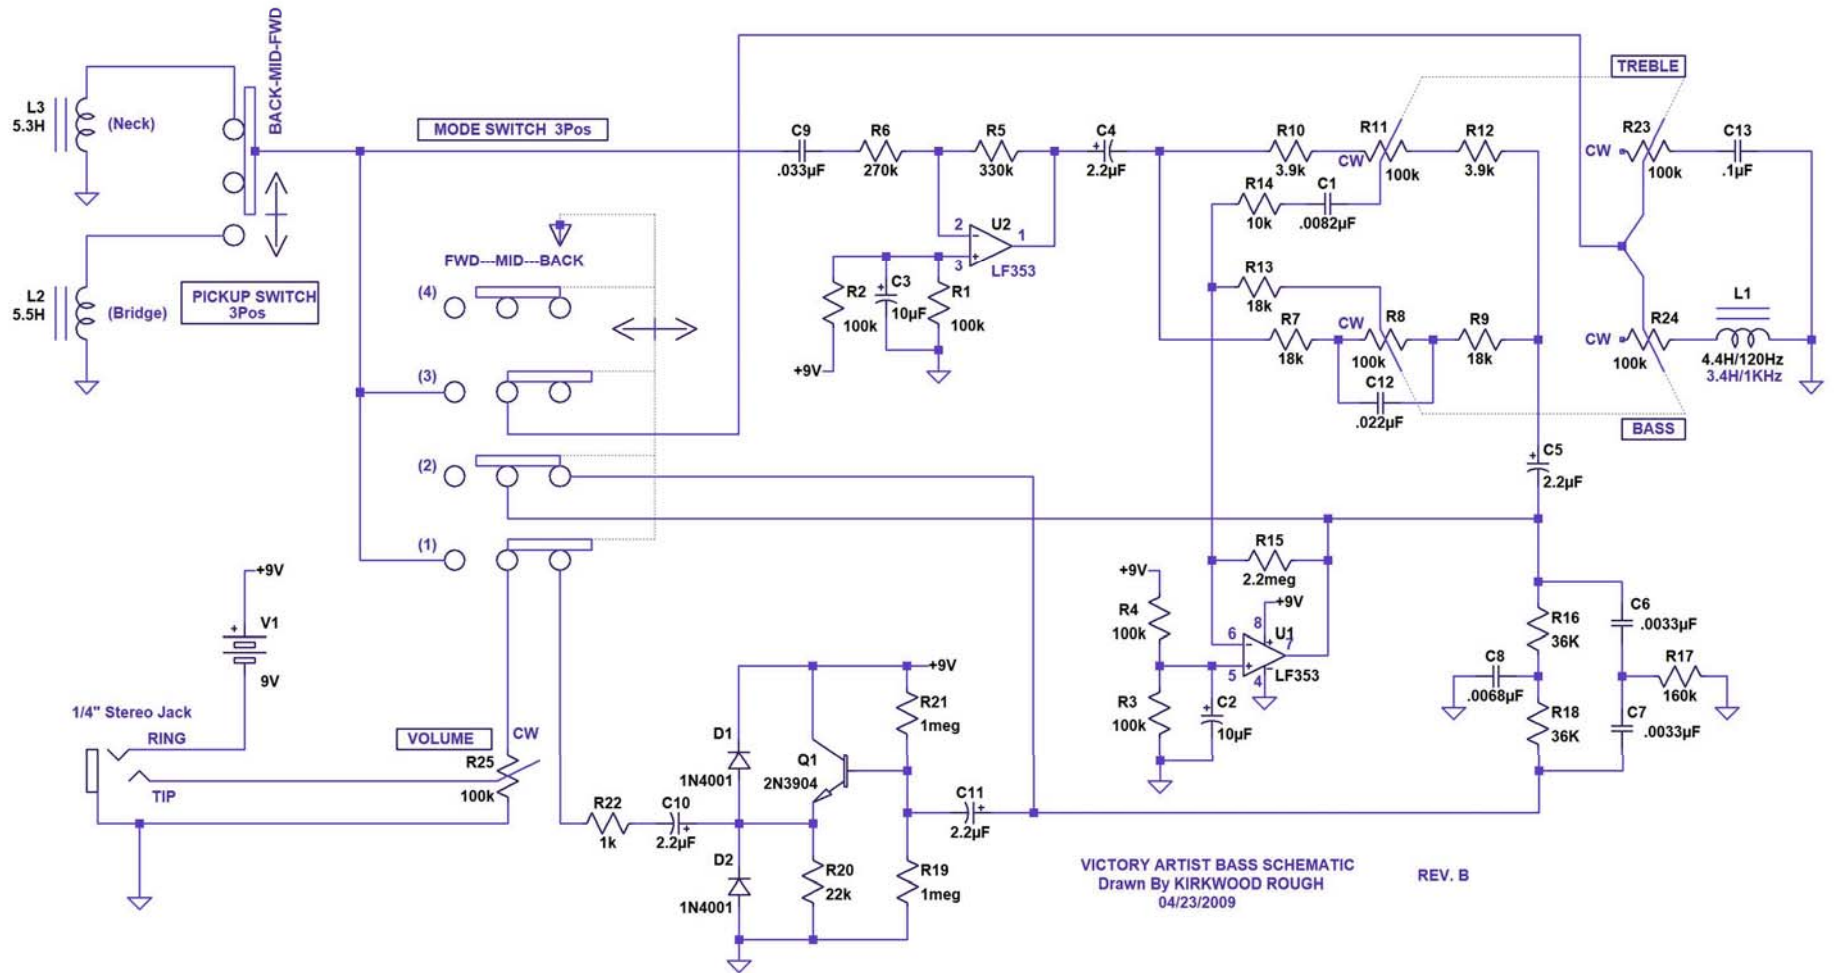 BACK-MID-FWD
L3
5.3H
(Neck)
MODE SWITCH 3Pos
L2
5.5H
(Bridge)
PICKUP SWITCH
3Pos
FWD---MID---BACK
(4)
(3)
(2)
(1)
C9
.033µF
R6
270k
R5
330k
C4
2.2µF
2
3
1
U2
LF353
R2
100k
C3
10µF
R1
100k
+9V
R10
3.9k
R11
CW
100k
R12
3.9k
R14
10k
C1
.0082µF
R13
18k
R7
18k
CW
R8
100k
R9
18k
C12
.022µF
TREBLE
R23
CW
100k
C13
.1µF
CW
R24
100k
L1
4.4H/120Hz
3.4H/1KHz
BASS
C5
2.2µF
R15
2.2meg
+9V
R4
100k
R3
100k
C2
10µF
+9V
8
U1
6
7
5
4
LF353
R16
36K
C6
.0033µF
C8
.0068µF
R17
160k
R18
36K
C7
.0033µF
+9V
V1
9V
1/4" Stereo Jack
RING
TIP
VOLUME
CW
R25
100k
R22
1k
C10
2.2µF
D1
1N4001
D2
1N4001
Q1
2N3904
+9V
R21
1meg
R20
22k
R19
1meg
C11
2.2µF
VICTORY ARTIST BASS SCHEMATIC
Drawn By KIRKWOOD ROUGH
04/23/2009
REV. B